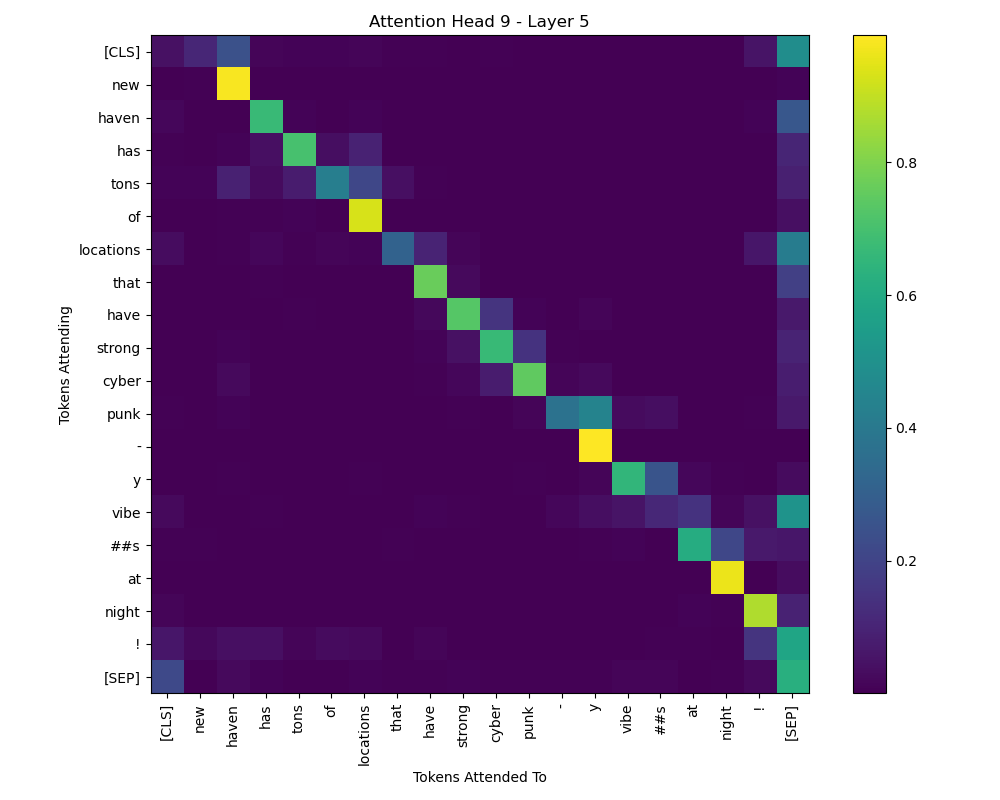 Attention Head 9 - Layer 5
[CLS]
new
haven
has
tons
of
locations
that
have
strong
cyber
punk
-
y
vibe
##s
at
night
!
[SEP]
Tokens Attending
[CLS]
new
haven
has
tons
of
locations
that
have
strong
cyber
punk
-
y
vibe
##s
at
night
!
[SEP]
Tokens Attended To
0.8
0.6
0.4
0.2